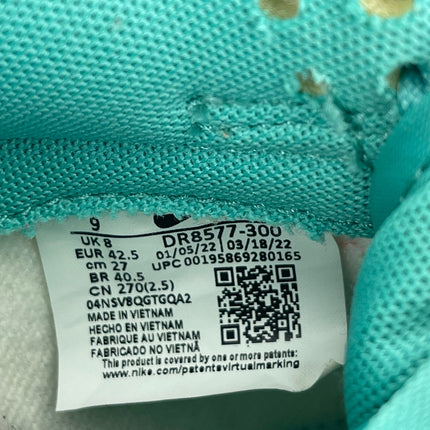 9
UK 8
EUR 42.5
cm 27
BR 40.5
CN 270(2.5)
04NSV8QGTGQA2
DR8577-300
01/05/22 | 03/18/22
UPC 00195869280165
MADE IN VIETNAM
HECHO EN VIETNAM
FABRIQUÉ AU VIETNAM
FABRICADO NO VIETNÃ
This product is covered by one or more patents:
www.nike.com/patentsvirtualmarking